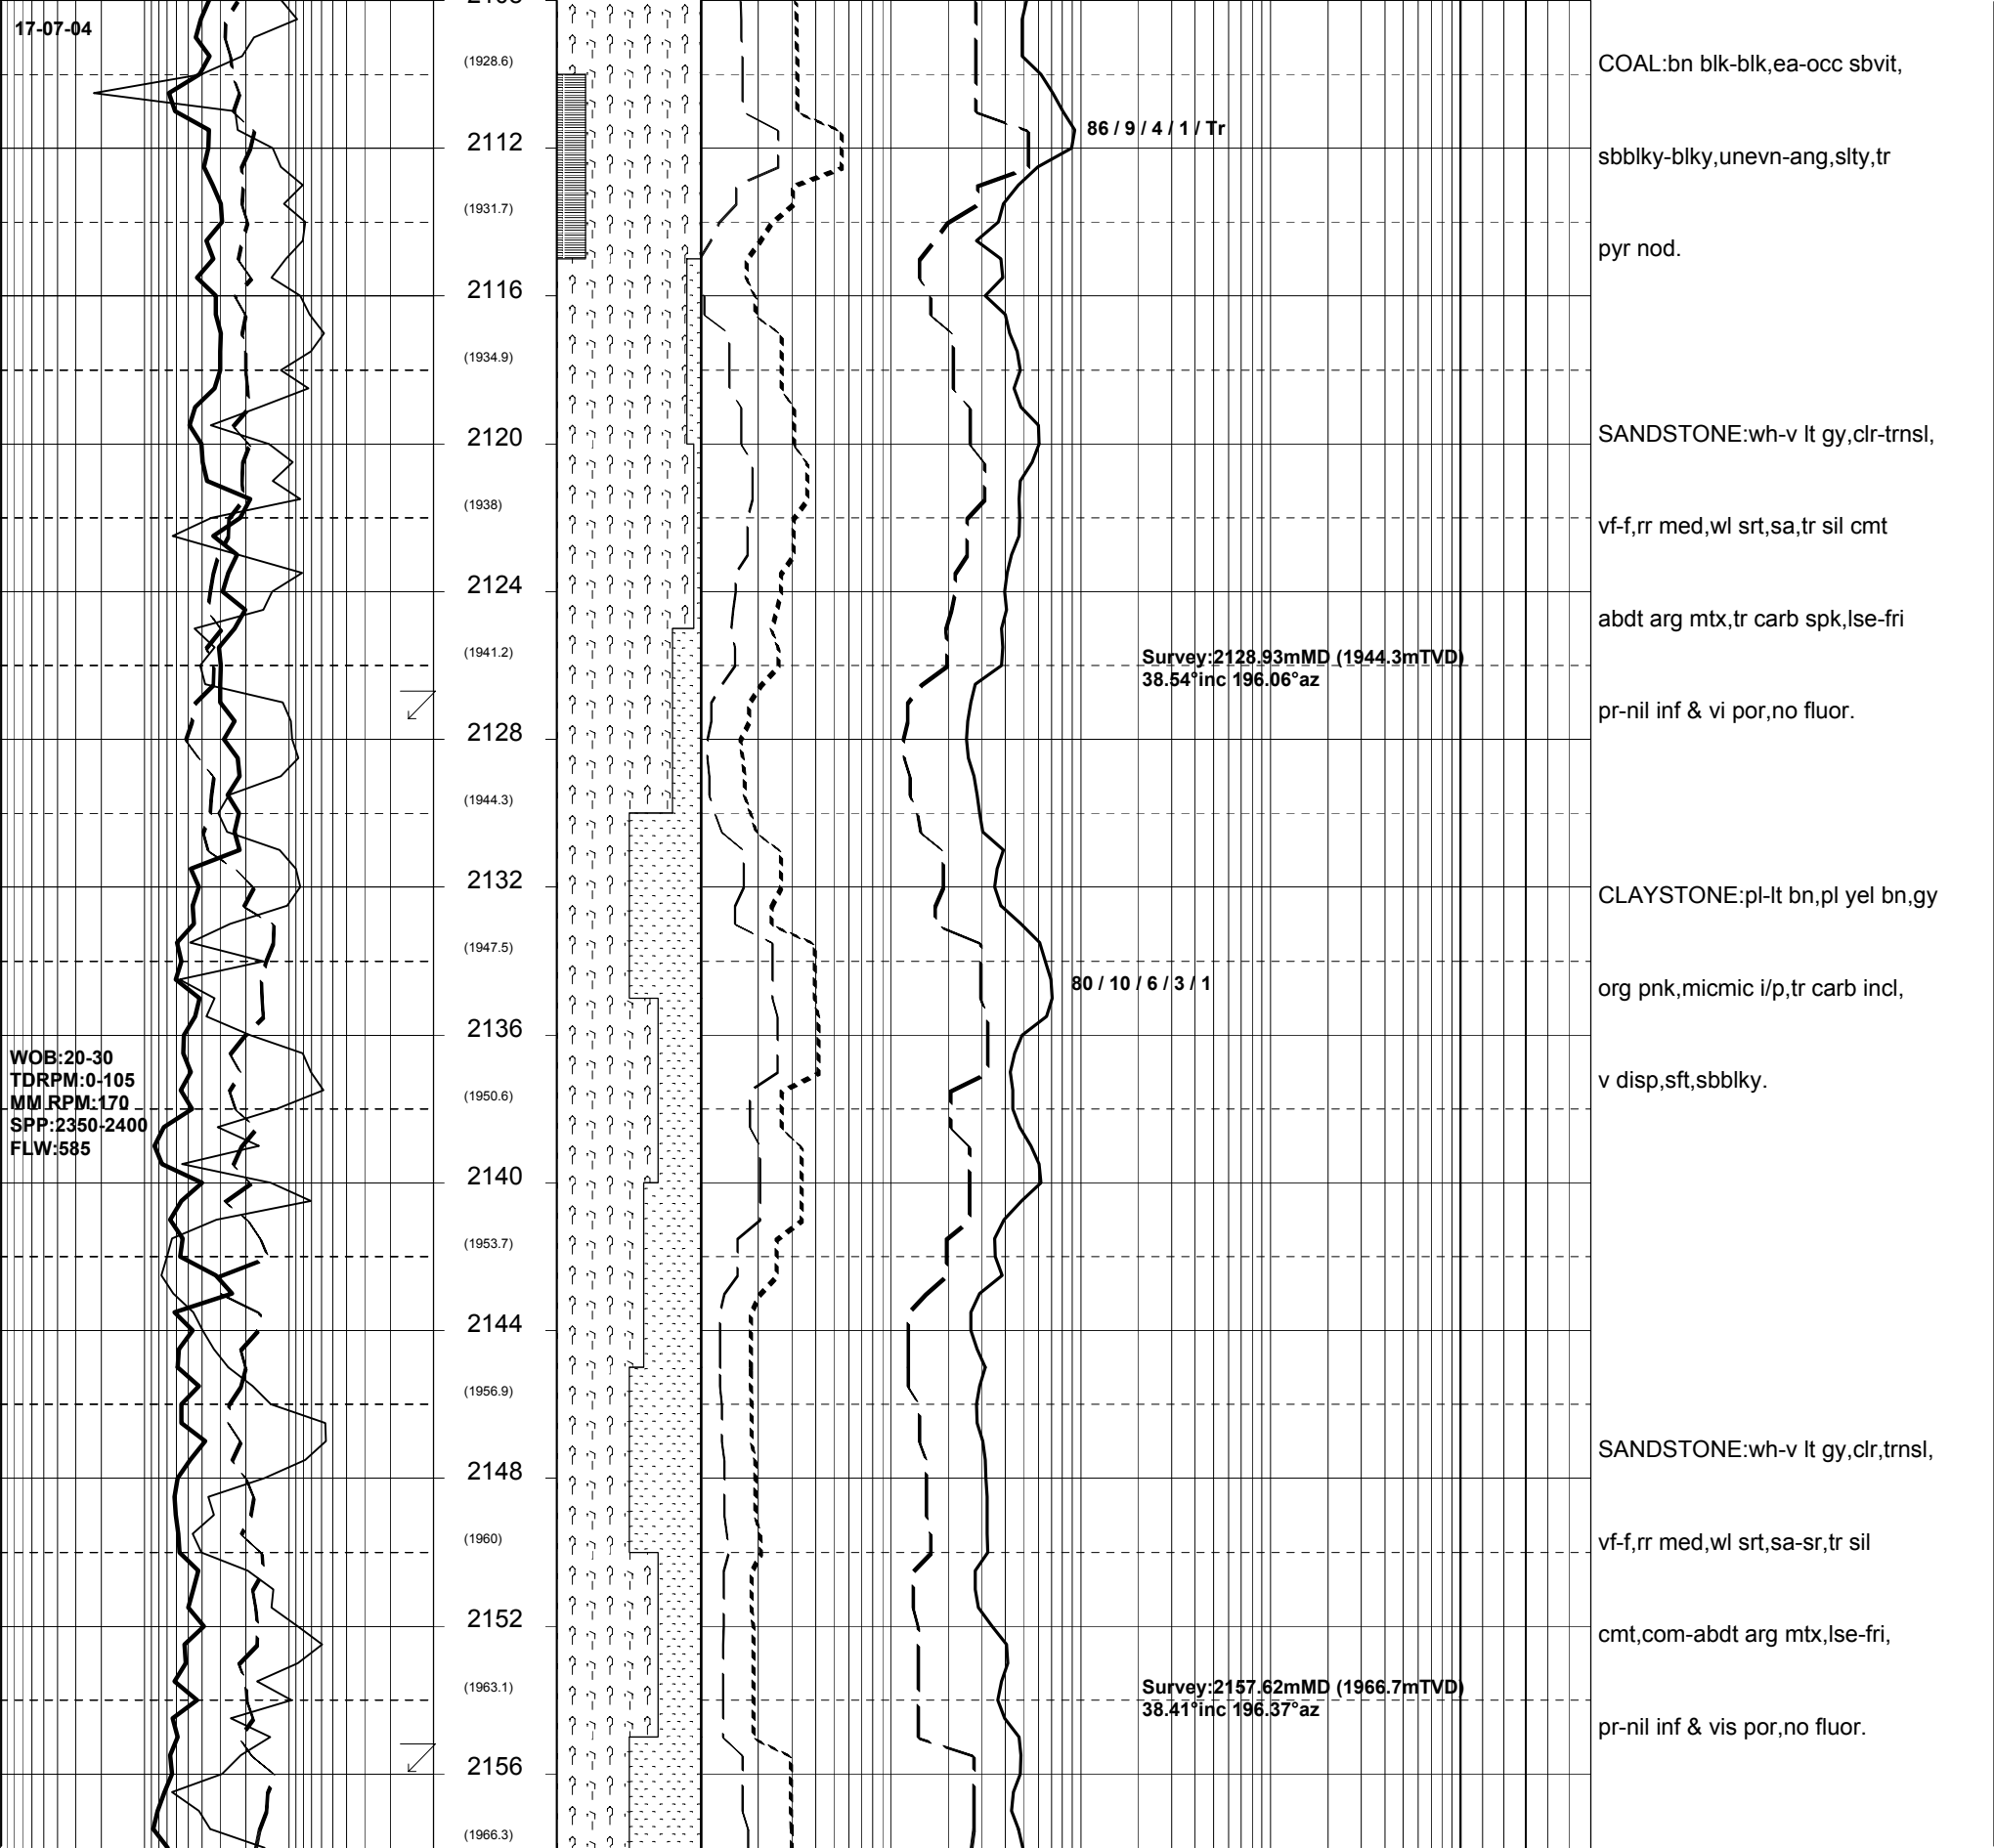 17-07-04
WOB:20-30
TDRPM:0-105
MM RPM:170
SPP:2350-2400
FLW:585
(1928.6)
2112
(1931.7)
2116
(1934.9)
2120
(1938)
2124
(1941.2)
2128
(1944.3)
2132
(1947.5)
2136
(1950.6)
2140
(1953.7)
2144
(1956.9)
2148
(1960)
2152
(1963.1)
2156
(1966.3)
86 / 9 / 4 / 1 / Tr
Survey:2128.93mMD (1944.3mTVD)
38.54°inc 196.06°az
80 / 10 / 6 / 3 / 1
Survey:2157.62mMD (1966.7mTVD)
38.41°inc 196.37°az
COAL:bn blk-blk,ea-occ sbvit,
sbblky-blky,unevn-ang,slty,tr
pyr nod.
SANDSTONE:wh-v lt gy,clr-trnsl,
vf-f,rr med,wl srt,sa,tr sil cmt
abdt arg mtx,tr carb spk,lse-fri
pr-nil inf & vi por,no fluor.
CLAYSTONE:pl-lt bn,pl yel bn,gy
org pnk,micmic i/p,tr carb incl,
v disp,sft,sbblky.
SANDSTONE:wh-v lt gy,clr,trnsl,
vf-f,rr med,wl srt,sa-sr,tr sil
cmt,com-abdt arg mtx,lse-fri,
pr-nil inf & vis por,no fluor.